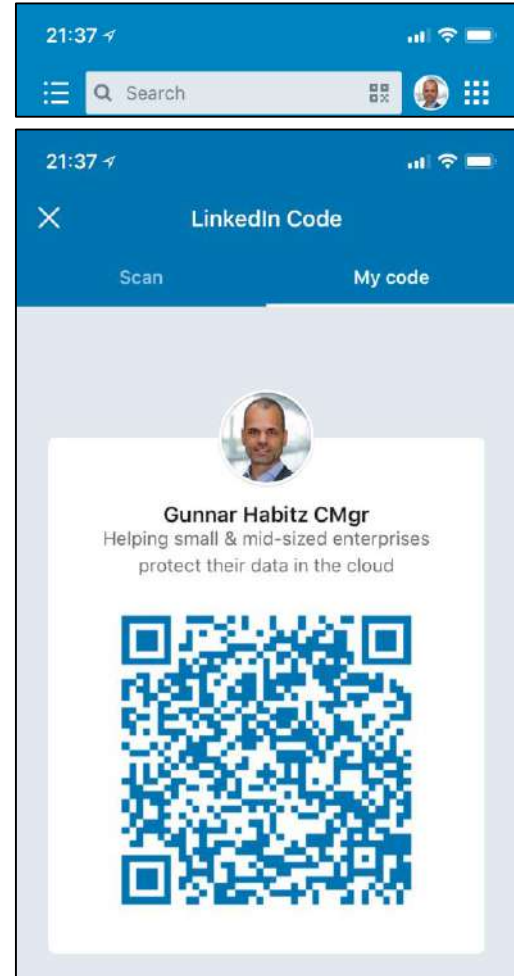 21:37
Search
21:37
LinkedIn Code
Scan My code
Gunnar Habitz CMgr
Helping small & mid-sized enterprises
protect their data in the cloud